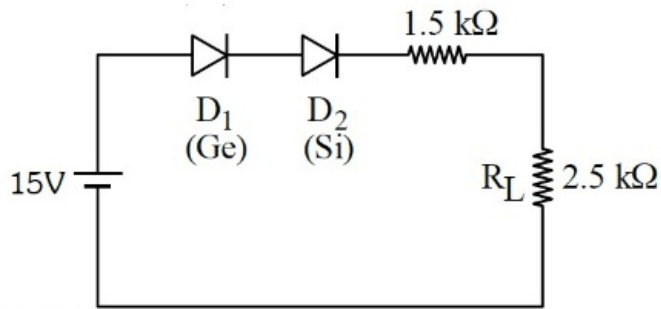 1.5 kΩ
D1
(Ge)
D2
(Si)
15V
RL
2.5 kΩ